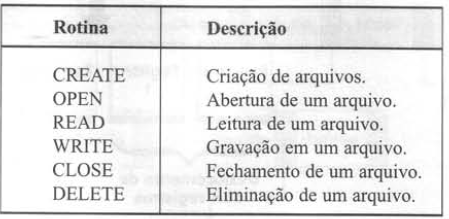 Rotina Descrição
CREATE Criação de arquivos.
OPEN Abertura de um arquivo.
READ Leitura de um arquivo.
WRITE Gravação em um arquivo.
CLOSE Fechamento de um arquivo.
DELETE Eliminação de um arquivo.